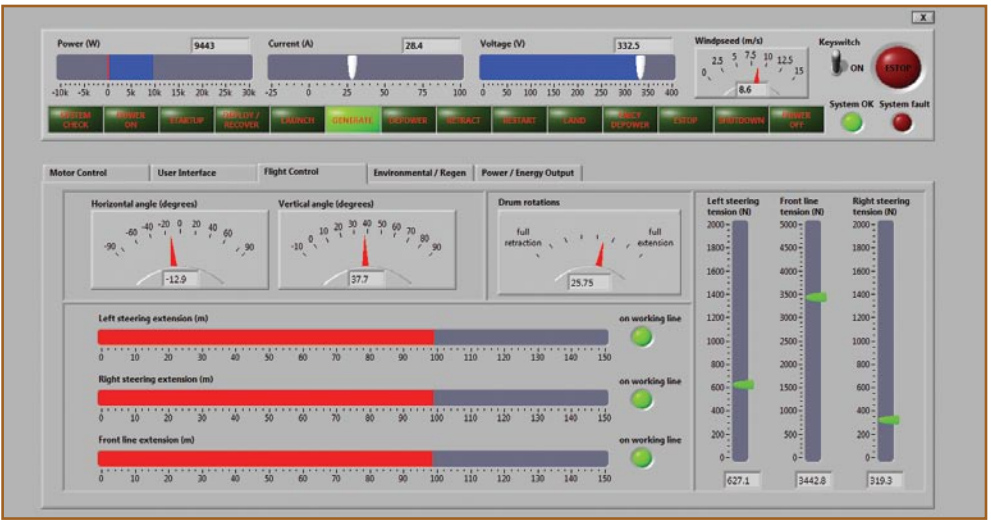 X
Power (W) 9443
Current (A) 28.4
Voltage (V) 332.5
Windpseed (m/s)
Keyswitch
0 2.5 5 7.5 10 12.5 15
8.6
ON
ESTOP
-10k -5k 0 5k 10k 15k 20k 25k 30k
-25 0 25 50 75 100
0 50 100 150 200 250 300 350 400
System OK System fault
SYSTEM CHECK
POWER ON
STARTUP
DEPLOY / RECOVER
LAUNCH
GENERATE
DEPOWER
RETRACT
RESTART
LAND
EMCY DEPOWER
ESTOP
SHUTDOWN
POWER OFF
Motor Control
User Interface
Flight Control
Environmental / Regen
Power / Energy Output
Horizontal angle (degrees)
-90 -60 -40 -20 0 20 40 60 90
-12.9
Vertical angle (degrees)
-10 0 10 20 30 40 50 60 70 80 90
37.7
Drum rotations
full retraction
full extension
25.75
Left steering extension (m)
on working line
0 10 20 30 40 50 60 70 80 90 100 110 120 130 140 150
Right steering extension (m)
on working line
0 10 20 30 40 50 60 70 80 90 100 110 120 130 140 150
Front line extension (m)
on working line
0 10 20 30 40 50 60 70 80 90 100 110 120 130 140 150
Left steering tension (N)
2000
1800
1600
1400
1200
1000
800
600
400
200
0
627.1
Front line tension (N)
5000
4500
4000
3500
3000
2500
2000
1500
1000
500
0
3442.8
Right steering tension (N)
2000
1800
1600
1400
1200
1000
800
600
400
200
0
319.3